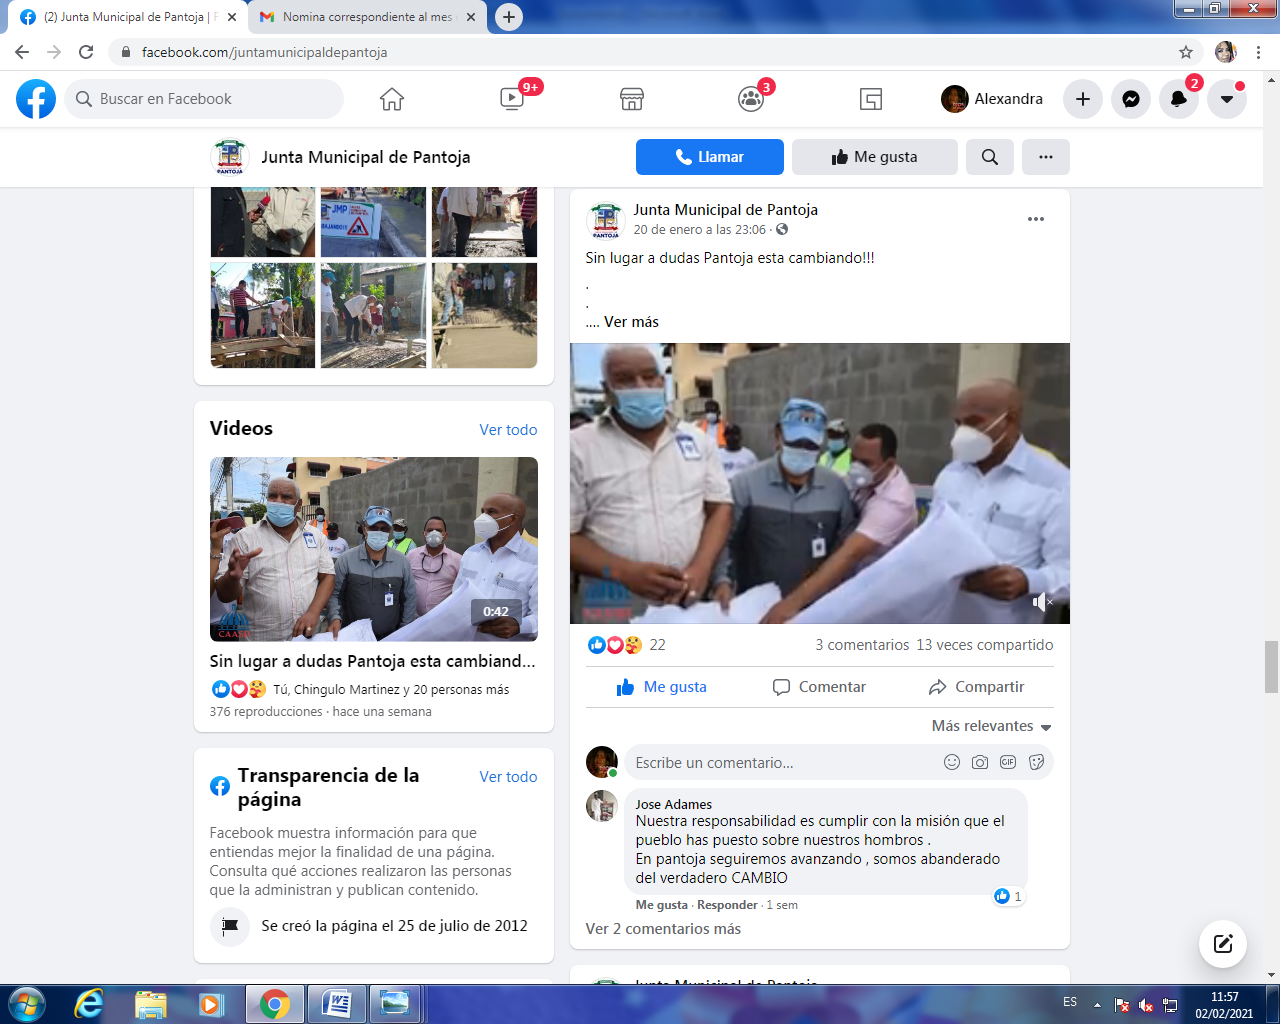 (2) Junta Municipal de Pantoja | F
Nomina correspondiente al mes
facebook.com/juntamunicipaldepantoja
Buscar en Facebook
9+
3
Alexandra
2
Junta Municipal de Pantoja
Llamar
Me gusta
JMP
Videos
Ver todo
0:42
CAASD
Sin lugar a dudas Pantoja esta cambiand...
Tú, Chingulo Martinez y 20 personas más
376 reproducciones · hace una semana
Transparencia de la
página
Ver todo
Facebook muestra información para que
entiendas mejor la finalidad de una página.
Consulta qué acciones realizaron las personas
que la administran y publican contenido.
Se creó la página el 25 de julio de 2012
Junta Municipal de Pantoja
20 de enero a las 23:06 ·
Sin lugar a dudas Pantoja esta cambiando!!!
.
.
.... Ver más
22
3 comentarios 13 veces compartido
Me gusta
Comentar
Compartir
Más relevantes
Escribe un comentario...
GIF
Jose Adames
Nuestra responsabilidad es cumplir con la misión que el
pueblo has puesto sobre nuestros hombros .
En pantoja seguiremos avanzando , somos abanderado
del verdadero CAMBIO
1
Me gusta · Responder · 1 sem
Ver 2 comentarios más
Junta Municipal de Pantoja
ES
11:57
02/02/2021